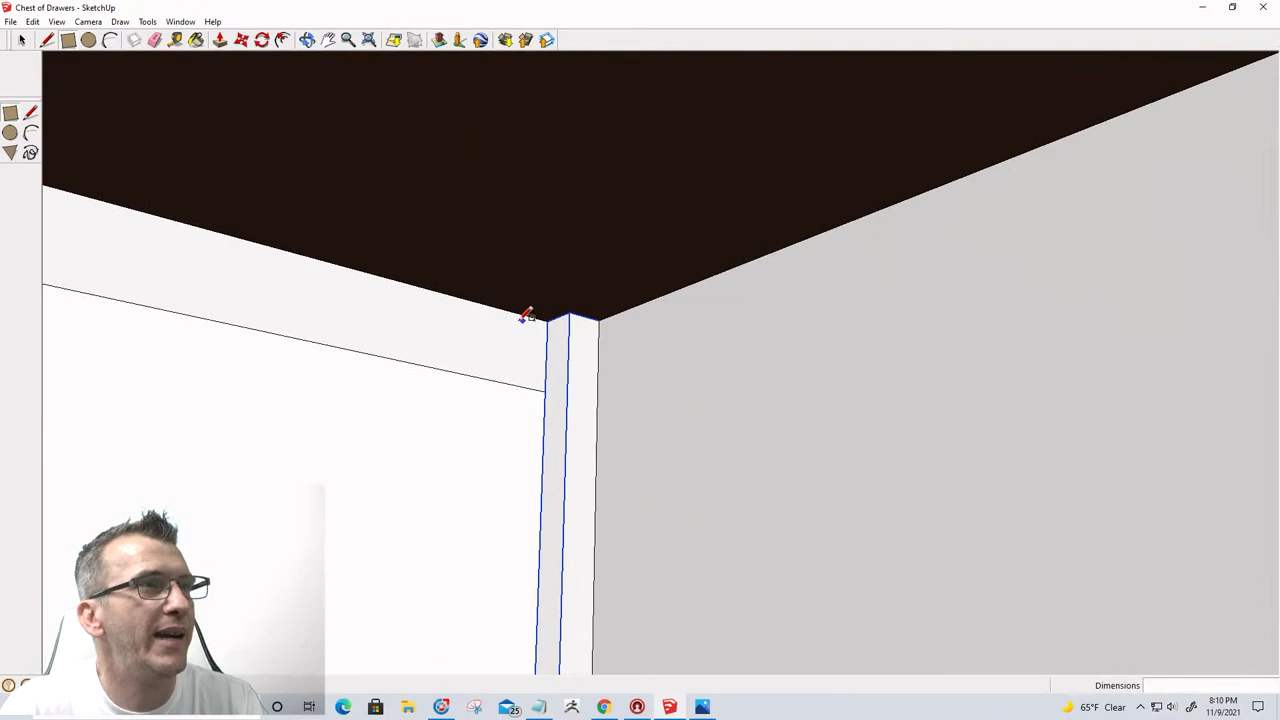 Chest of Drawers - SketchUp
File Edit View Camera Draw Tools Window Help
Dimensions
25
65°F Clear
8:10 PM
11/9/2021